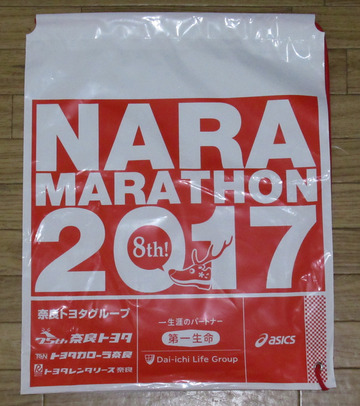 NARA
MARATHON
2017
8th!
奈良トヨタグループ
75th 奈良トヨタ
トヨタカローラ奈良
トヨタレンタリース奈良
一生涯のパートナー
第一生命
Dai-ichi Life Group
asics